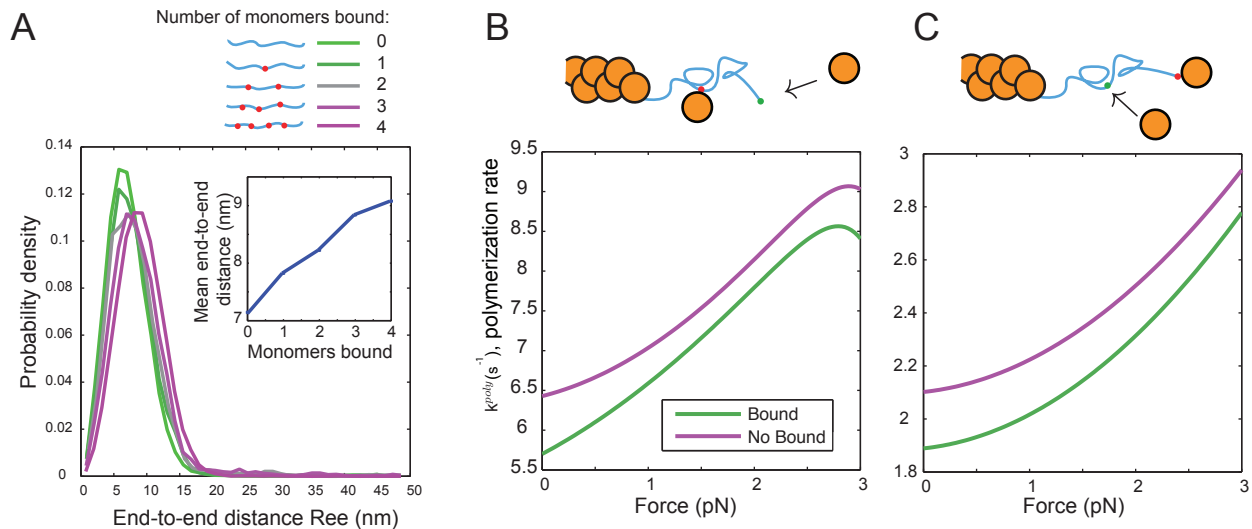 A
Number of monomers bound:
0
1
2
3
4
0.14
0.12
0.1
0.08
0.06
0.04
0.02
0
Probability density
0 5 10 15 20 25 30 35 40 45 50
End-to-end distance Ree (nm)
Mean end-to-end
distance (nm)
9
8
7
0 1 2 3 4
Monomers bound
B
9.5
9
8.5
8
7.5
7
6.5
6
5.5
k^poly(s^-1), polymerization rate
Bound
No Bound
0 1 2 3
Force (pN)
C
3
2.8
2.6
2.4
2.2
2
1.8
0 1 2 3
Force (pN)